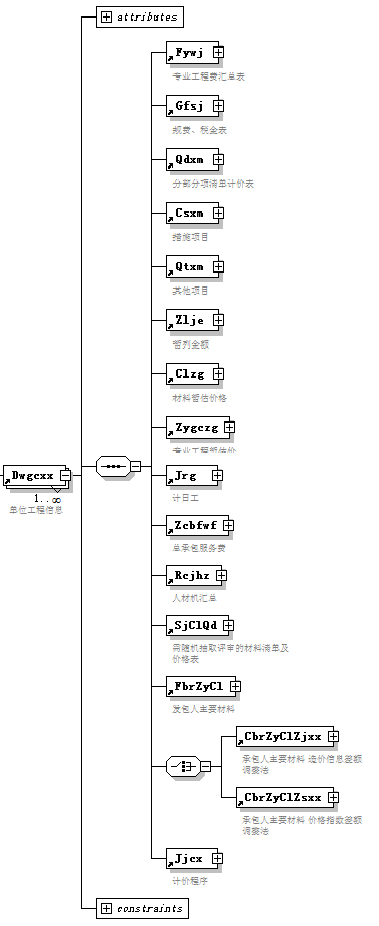 attributes
Fywj
专业工程费汇总表
Gfsj
规费、税金表
Qdxm
分部分项清单计价表
Csxm
措施项目
Qtxm
其他项目
Zlje
暂列金额
Clzg
材料暂估价格
Zygczg
专业工程暂估价
Dwgcxx
1..∞
单位工程信息
Jrg
计日工
Zcbfwf
总承包服务费
Rcjhz
人材机汇总
SjClQd
需随机抽取评审的材料清单及
价格表
FbrZyCl
发包人主要材料
CbrZyClZjxx
承包人主要材料 造价信息差额
调整法
CbrZyClZsxx
承包人主要材料 价格指数差额
调整法
Jjcx
计价程序
constraints